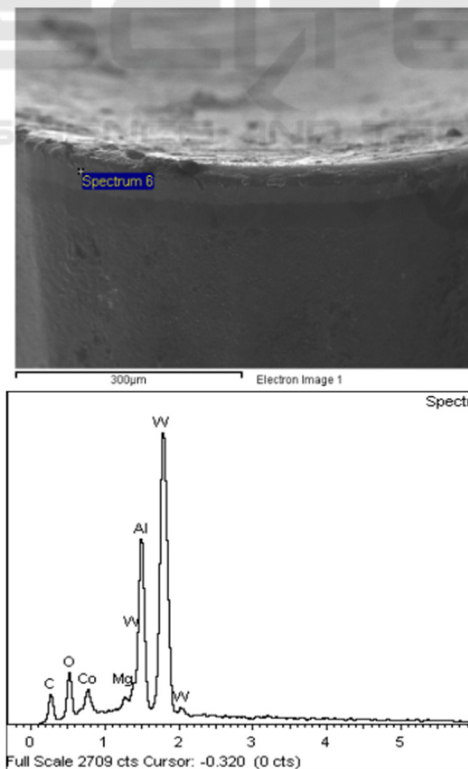 Spectrum 6
300µm Electron Image 1
Spectr
W
Al
W
O
C Co Mg
W
0 1 2 3 4 5
Full Scale 2709 cts Cursor: -0.320 (0 cts)